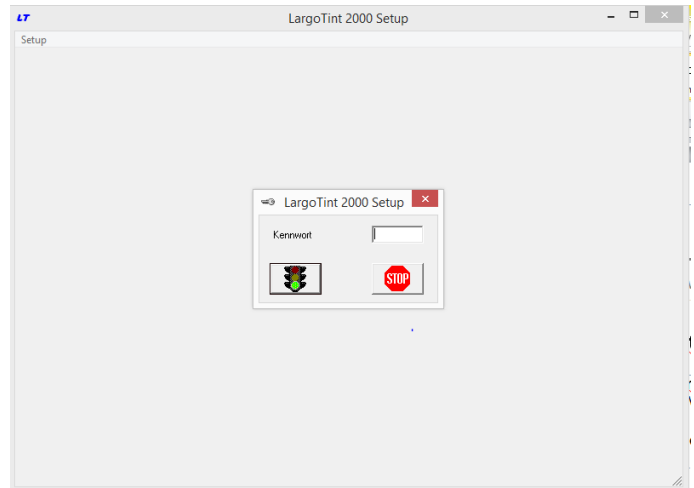 LT LargoTint 2000 Setup
Setup
LargoTint 2000 Setup
Kennwort
STOP